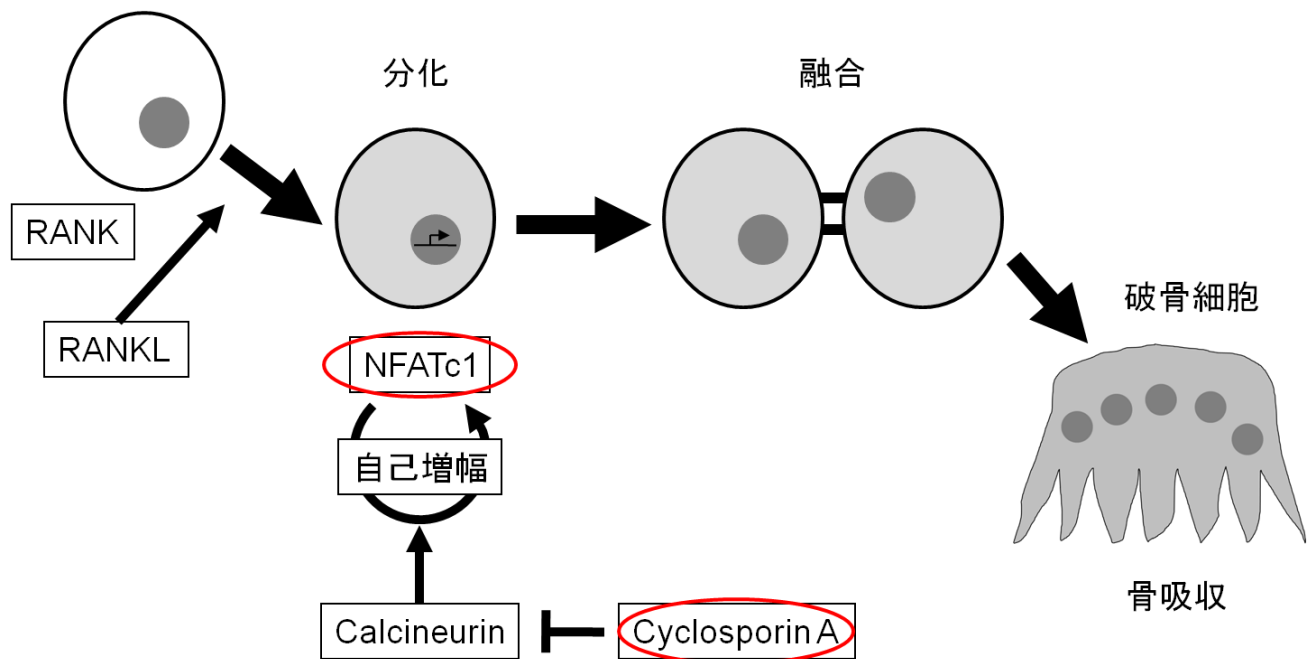 分化
融合
RANK
RANKL
NFATc1
自己増幅
Calcineurin
Cyclosporin A
破骨細胞
骨吸収